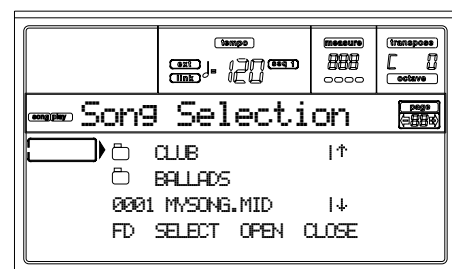 tempo measure transpose
ext ♩= 120 seq 1 888 C 0
link octave
song play Song Selection page
88
CLUB |↑
BALLADS
0001 MYSONG.MID |↓
FD SELECT OPEN CLOSE